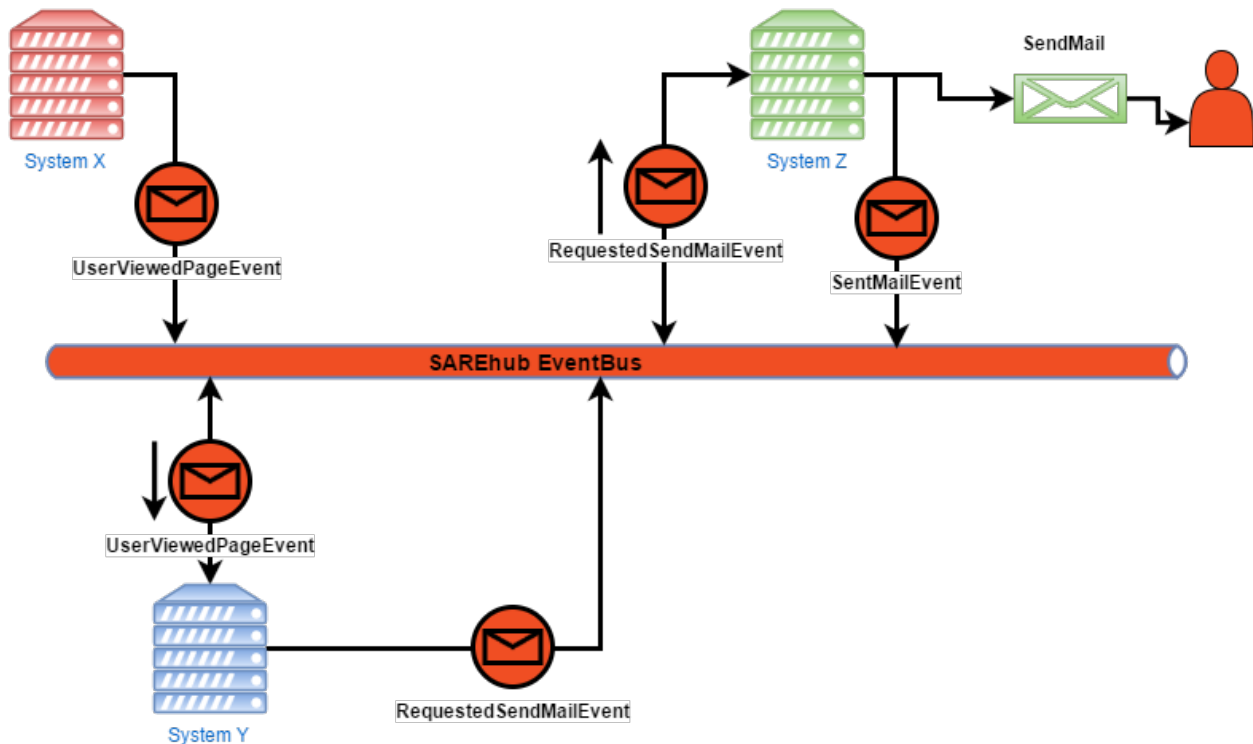 SendMail
System X
System Z
UserViewedPageEvent
RequestedSendMailEvent
SentMailEvent
SAREhub EventBus
UserViewedPageEvent
RequestedSendMailEvent
System Y